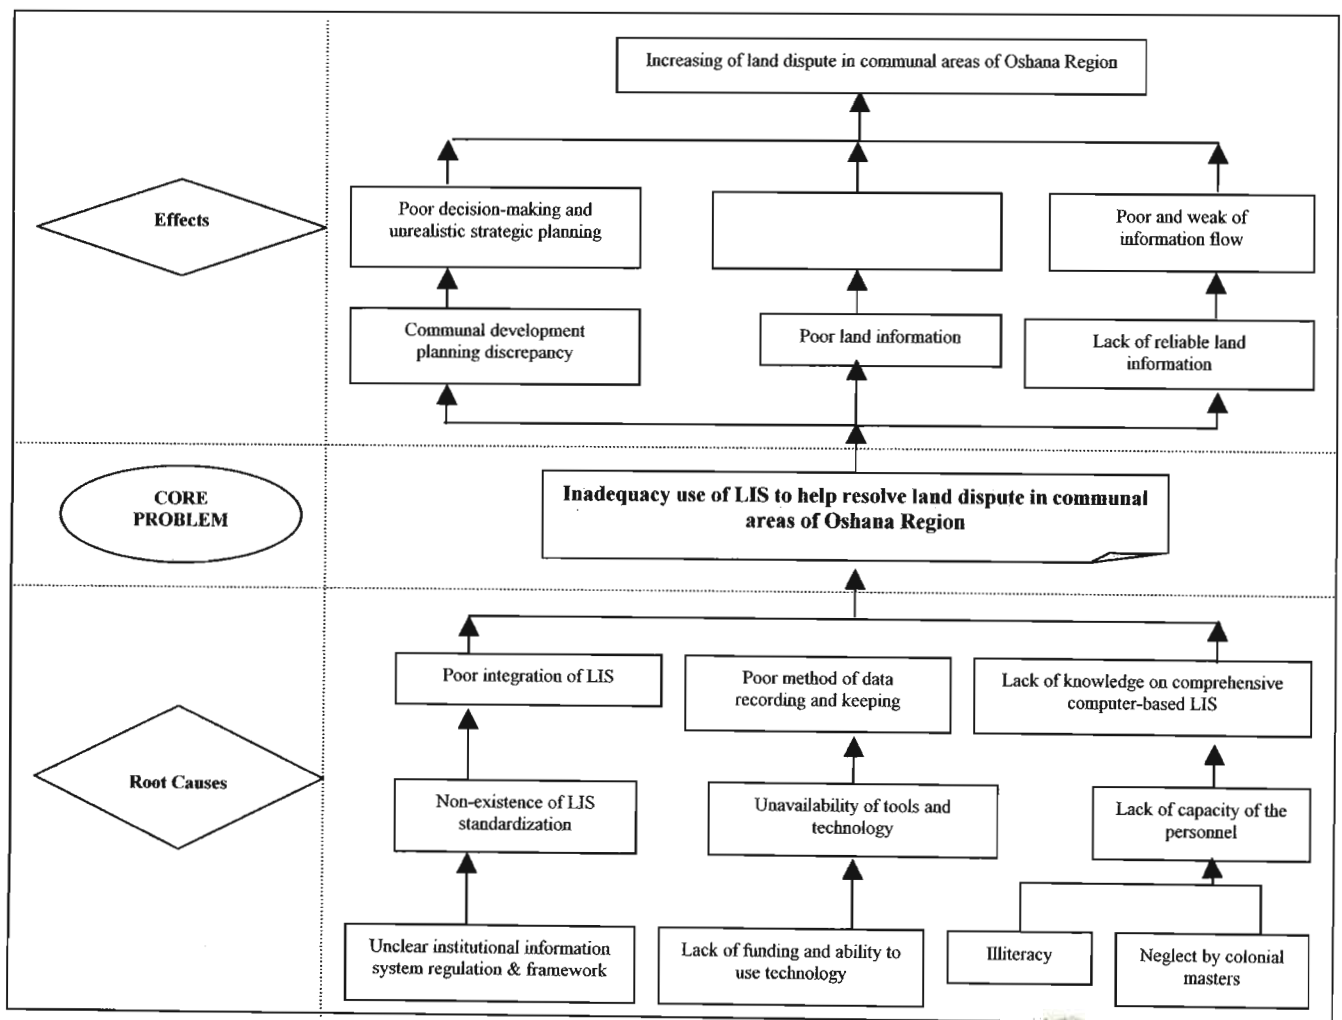 Increasing of land dispute in communal areas of Oshana Region
Effects
Poor decision-making and
unrealistic strategic planning
Poor and weak of
information flow
Communal development
planning discrepancy
Poor land information
Lack of reliable land
information
CORE
PROBLEM
Inadequacy use of LIS to help resolve land dispute in communal
areas of Oshana Region
Root Causes
Poor integration of LIS
Poor method of data
recording and keeping
Lack of knowledge on comprehensive
computer-based LIS
Non-existence of LIS
standardization
Unavailability of tools and
technology
Lack of capacity of the
personnel
Unclear institutional information
system regulation & framework
Lack of funding and ability to
use technology
Illiteracy
Neglect by colonial
masters